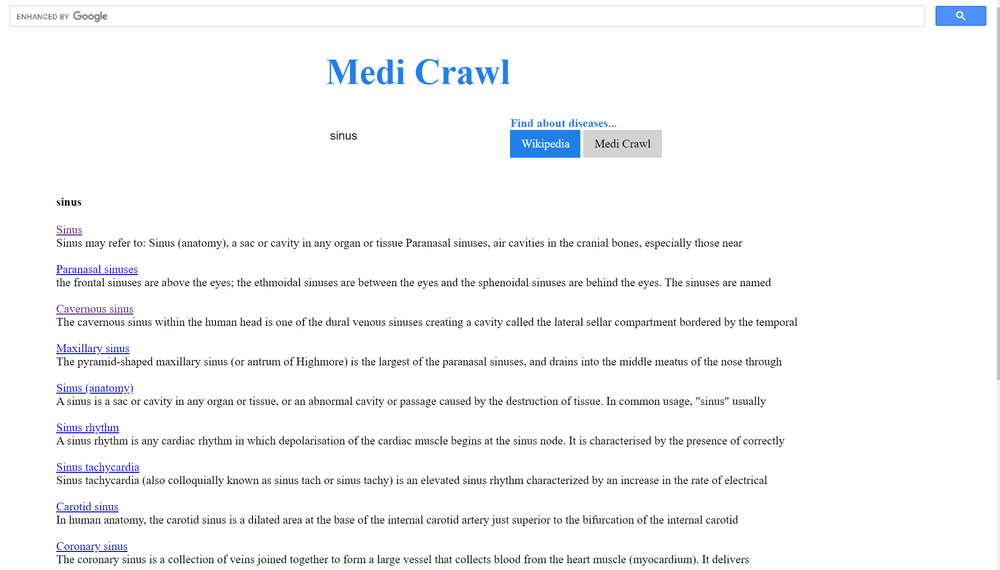 ENHANCED BY Google
Medi Crawl
Find about diseases...
sinus
Wikipedia
Medi Crawl
sinus
Sinus
Sinus may refer to: Sinus (anatomy), a sac or cavity in any organ or tissue Paranasal sinuses, air cavities in the cranial bones, especially those near
Paranasal sinuses
the frontal sinuses are above the eyes; the ethmoidal sinuses are between the eyes and the sphenoidal sinuses are behind the eyes. The sinuses are named
Cavernous sinus
The cavernous sinus within the human head is one of the dural venous sinuses creating a cavity called the lateral sellar compartment bordered by the temporal
Maxillary sinus
The pyramid-shaped maxillary sinus (or antrum of Highmore) is the largest of the paranasal sinuses, and drains into the middle meatus of the nose through
Sinus (anatomy)
A sinus is a sac or cavity in any organ or tissue, or an abnormal cavity or passage caused by the destruction of tissue. In common usage, "sinus" usually
Sinus rhythm
A sinus rhythm is any cardiac rhythm in which depolarisation of the cardiac muscle begins at the sinus node. It is characterised by the presence of correctly
Sinus tachycardia
Sinus tachycardia (also colloquially known as sinus tach or sinus tachy) is an elevated sinus rhythm characterized by an increase in the rate of electrical
Carotid sinus
In human anatomy, the carotid sinus is a dilated area at the base of the internal carotid artery just superior to the bifurcation of the internal carotid
Coronary sinus
The coronary sinus is a collection of veins joined together to form a large vessel that collects blood from the heart muscle (myocardium). It delivers